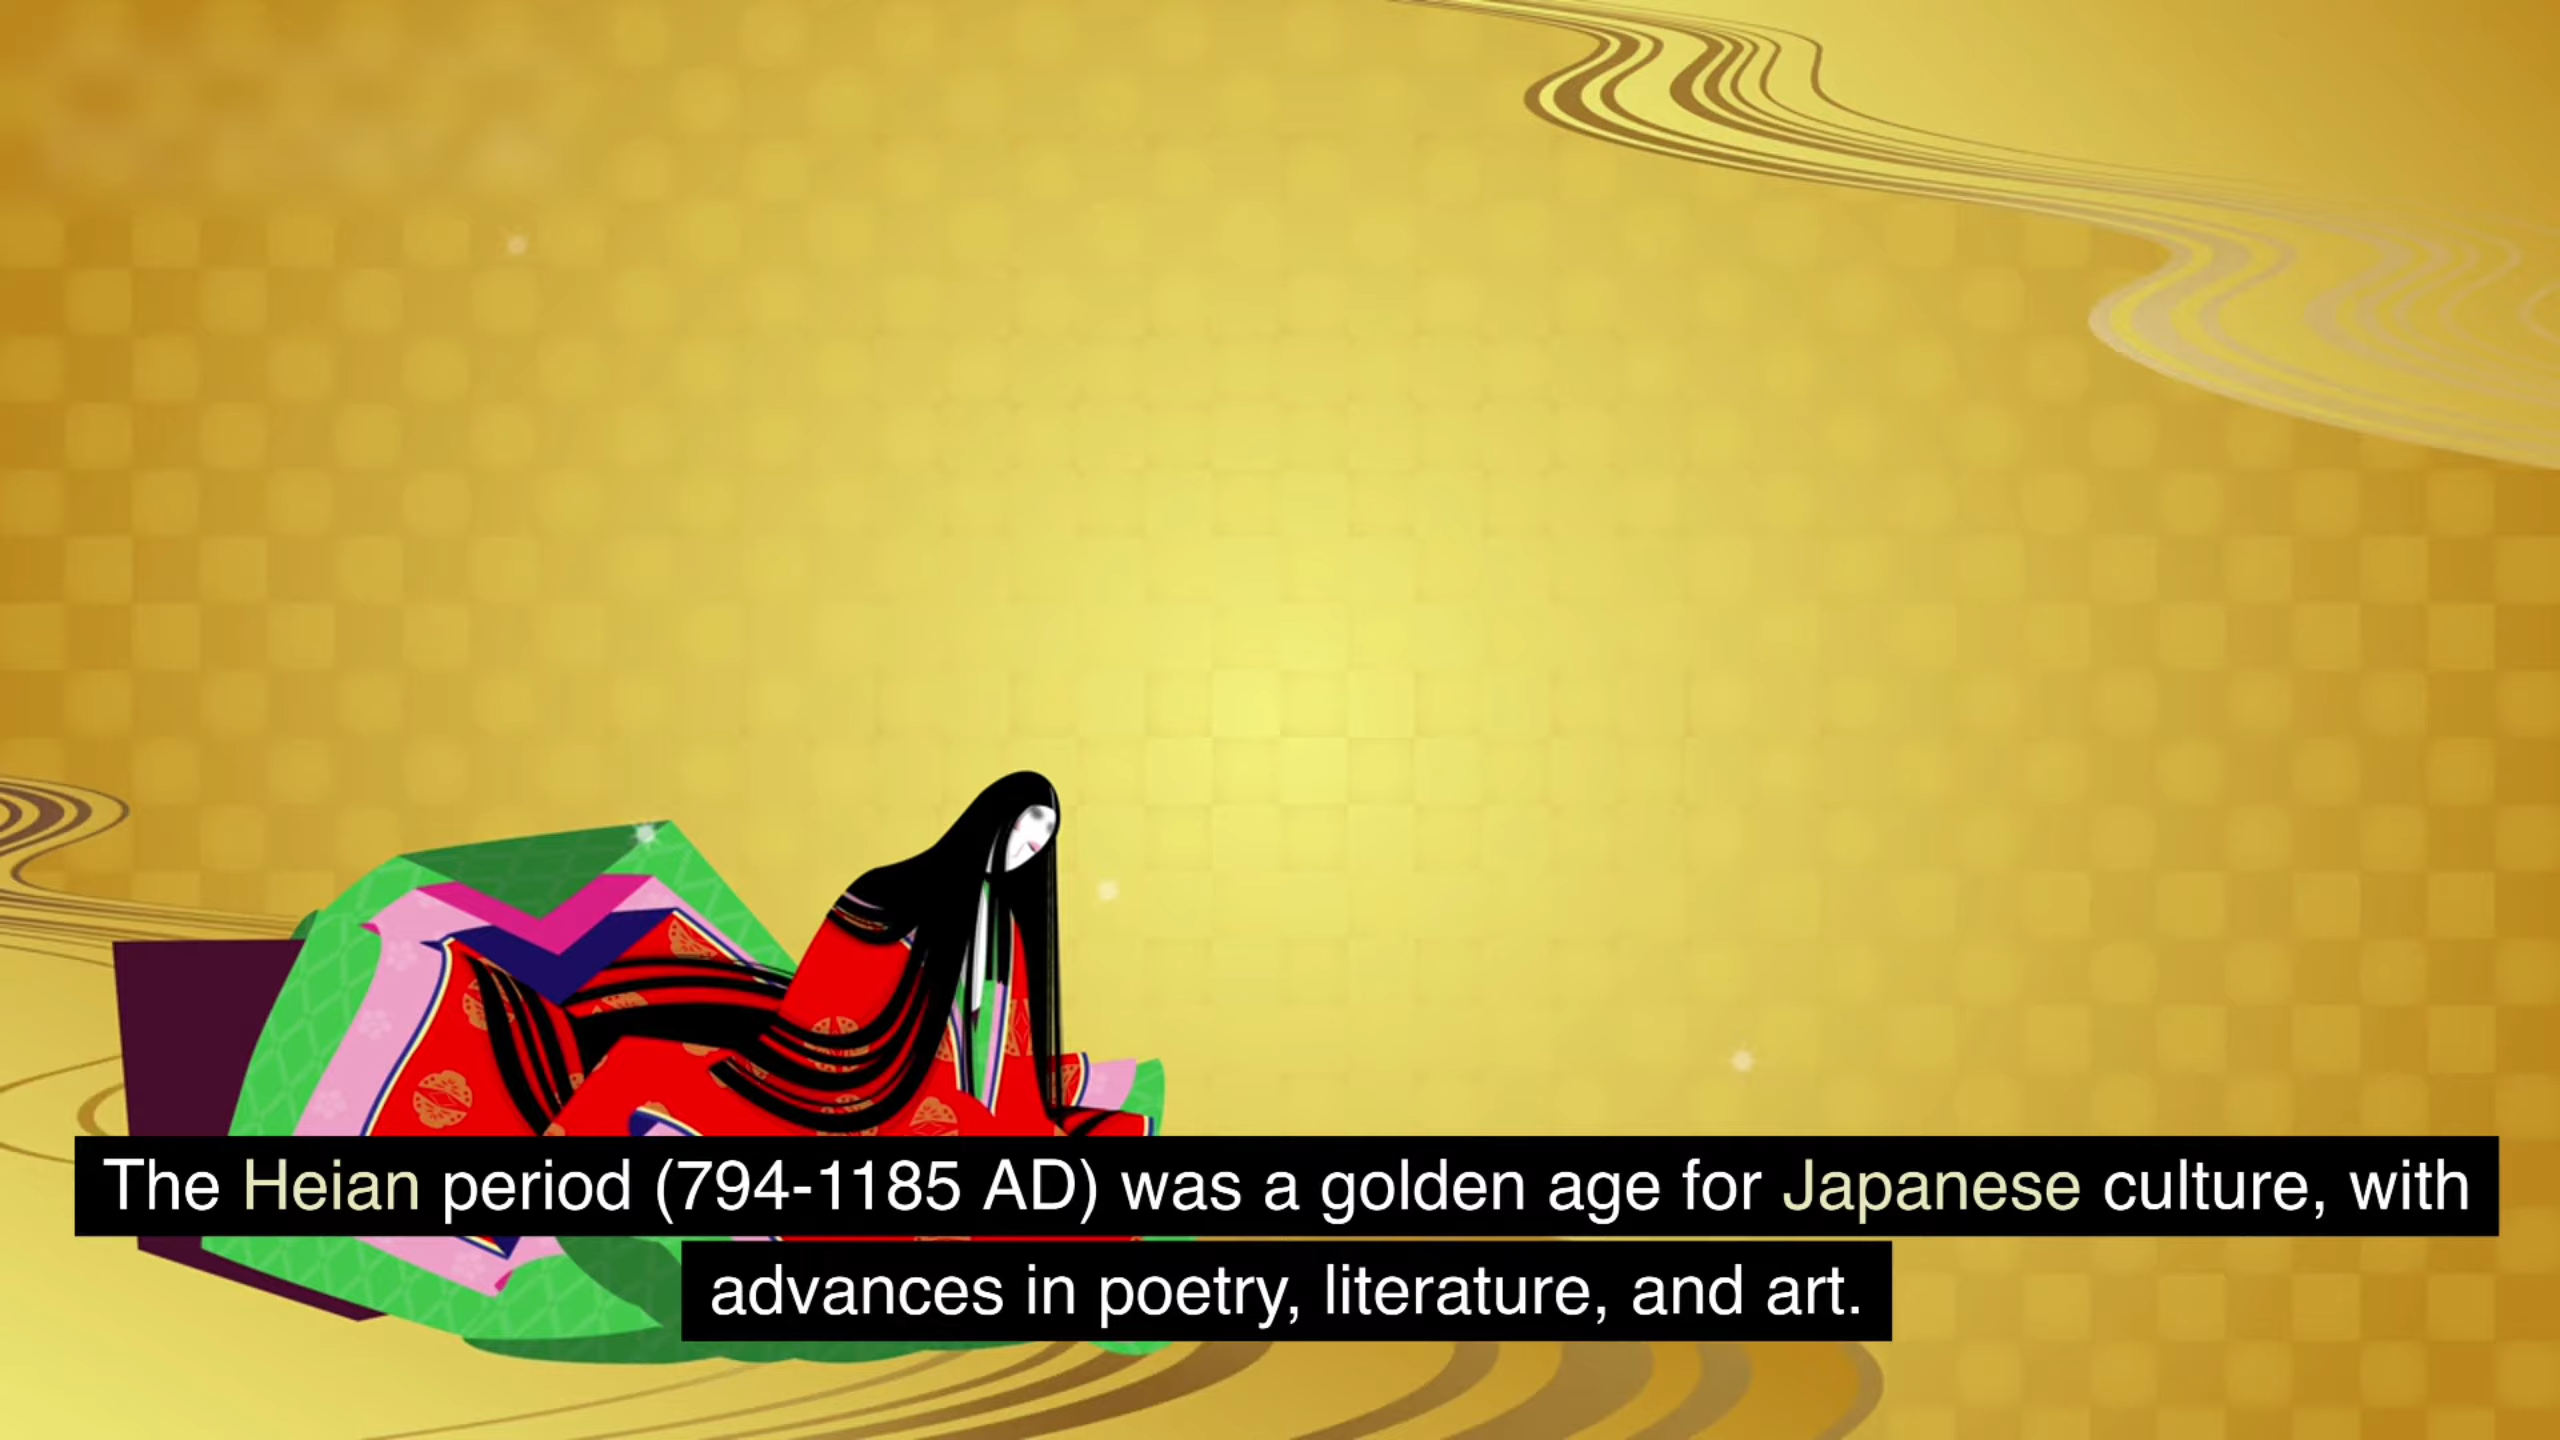 The Heian period (794-1185 AD) was a golden age for Japanese culture, with
advances in poetry, literature, and art.